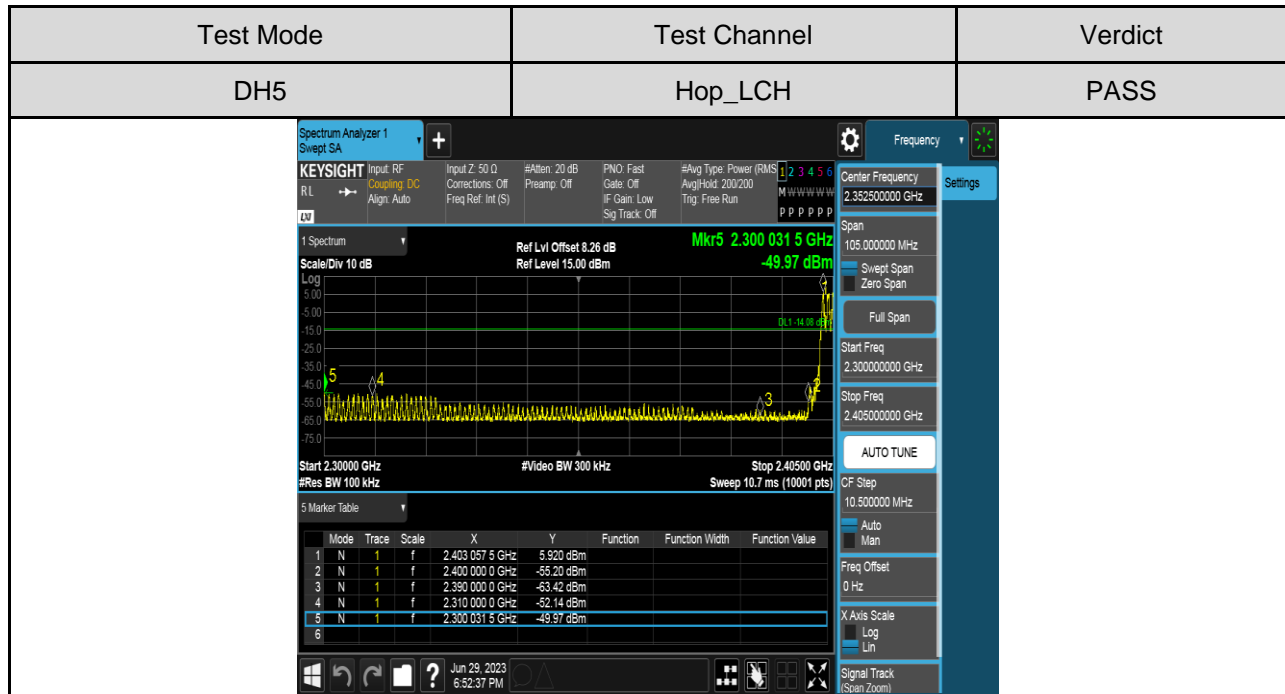 Test Mode Test Channel Verdict
DH5 Hop_LCH PASS
Spectrum Analyzer 1
Swept SA
+
Frequency
KEYSIGHT
RL
LXI
Input: RF
Coupling: DC
Align: Auto
Input Z: 50 Ω
Corrections: Off
Freq Ref: Int (S)
#Atten: 20 dB
Preamp: Off
PNO: Fast
Gate: Off
IF Gain: Low
Sig Track: Off
#Avg Type: Power (RMS
Avg|Hold: 200/200
Trig: Free Run
1 2 3 4 5 6
M W W W W W
P P P P P P
1 Spectrum
Scale/Div 10 dB
Ref Lvl Offset 8.26 dB
Ref Level 15.00 dBm
Mkr5 2.300 031 5 GHz
-49.97 dBm
Log
5.00
-5.00
-15.0
-25.0
-35.0
-45.0
-55.0
-65.0
-75.0
DL1 -14.08 dBm
1
5
4
2
3
Start 2.30000 GHz
#Res BW 100 kHz
#Video BW 300 kHz
Stop 2.40500 GHz
Sweep 10.7 ms (10001 pts)
5 Marker Table
Mode Trace Scale X Y Function Function Width Function Value
1 N 1 f 2.403 057 5 GHz 5.920 dBm
2 N 1 f 2.400 000 0 GHz -55.20 dBm
3 N 1 f 2.390 000 0 GHz -63.42 dBm
4 N 1 f 2.310 000 0 GHz -52.14 dBm
5 N 1 f 2.300 031 5 GHz -49.97 dBm
6
?
Jun 29, 2023
6:52:37 PM
Center Frequency
2.352500000 GHz
Settings
Span
105.000000 MHz
Swept Span
Zero Span
Full Span
Start Freq
2.300000000 GHz
Stop Freq
2.405000000 GHz
AUTO TUNE
CF Step
10.500000 MHz
Auto
Man
Freq Offset
0 Hz
X Axis Scale
Log
Lin
Signal Track
(Span Zoom)